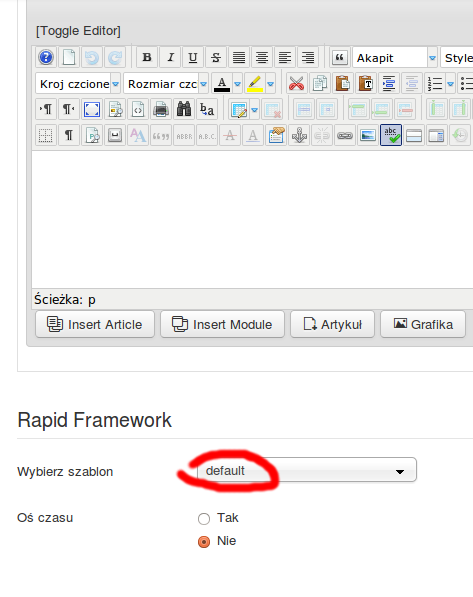 [Toggle Editor]
B I U S Akapit Style
Kroj czcione Rozmiar czc A
Ścieżka: p
Insert Article Insert Module Artykuł Grafika
Rapid Framework
Wybierz szablon default
Oś czasu Tak
Nie